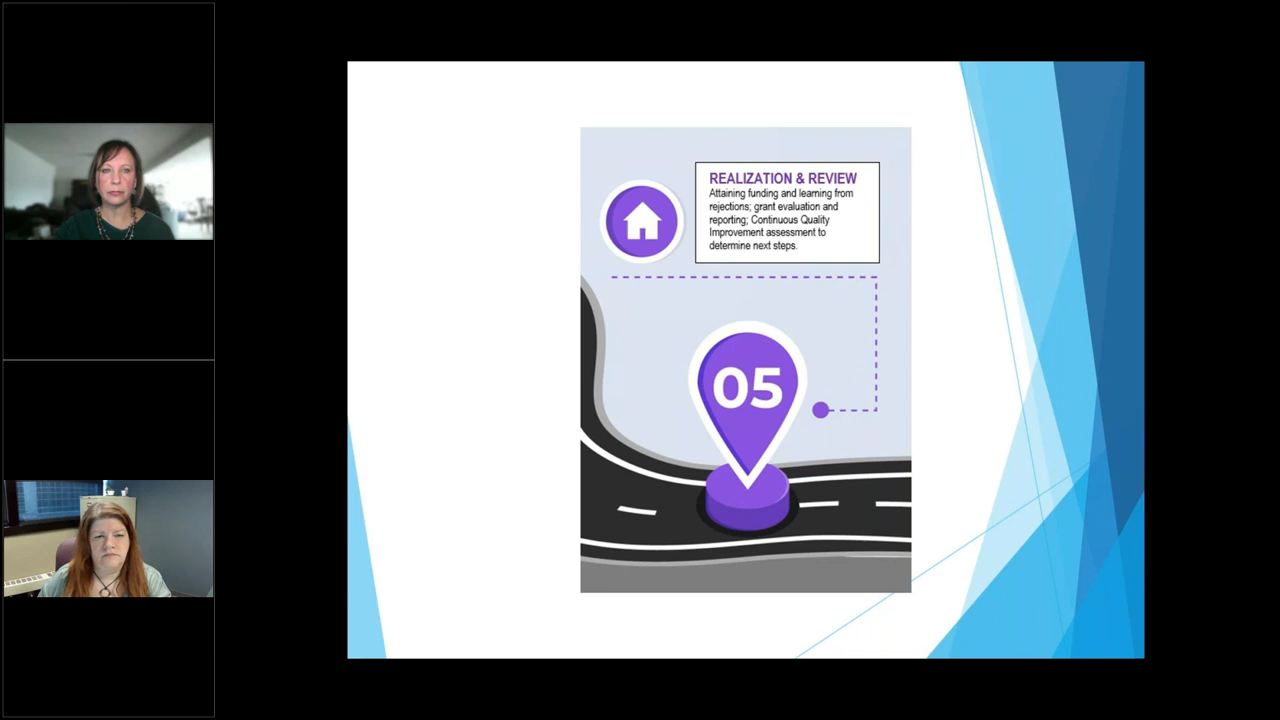 REALIZATION & REVIEW
Attaining funding and learning from
rejections; grant evaluation and
reporting; Continuous Quality
Improvement assessment to
determine next steps.
05